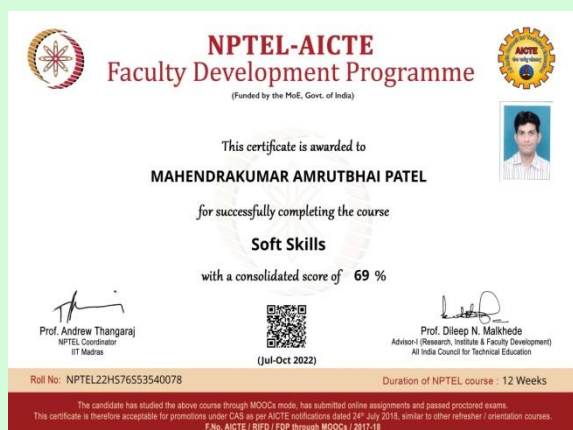 NPTEL-AICTE
Faculty Development Programme
(Funded by the MoE, Govt. of India)
AICTE
This certificate is awarded to
MAHENDRAKUMAR AMRUTBHAI PATEL
for successfully completing the course
Soft Skills
with a consolidated score of 69 %
Prof. Andrew Thangaraj
NPTEL Coordinator
IIT Madras
(Jul-Oct 2022)
Prof. Dileep N. Malkhede
Advisor-I (Research, Institute & Faculty Development)
All India Council for Technical Education
Roll No: NPTEL22HS76S53540078
Duration of NPTEL course : 12 Weeks
The candidate has studied the above course through MOOCs mode, has submitted online assignments and passed proctored exams.
This certificate is therefore acceptable for promotions under CAS as per AICTE notifications dated 24th July 2018, similar to other refresher / orientation courses.
F.No. AICTE / RIFD / FDP through MOOCs / 2017-18